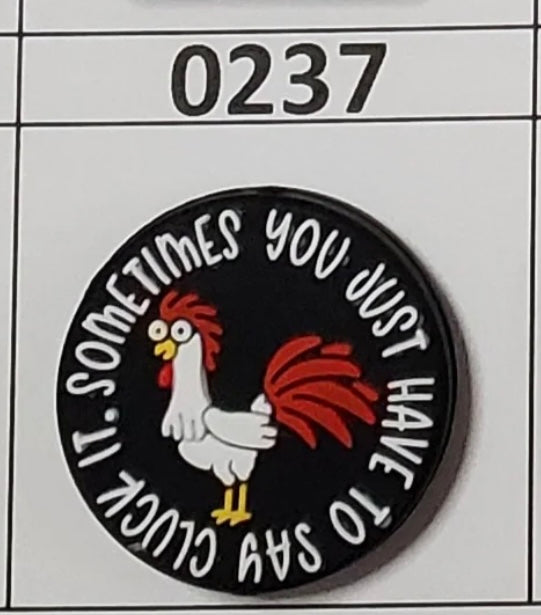 0237
SOMETIMES YOU JUST HAVE TO SAY CLUCK IT.